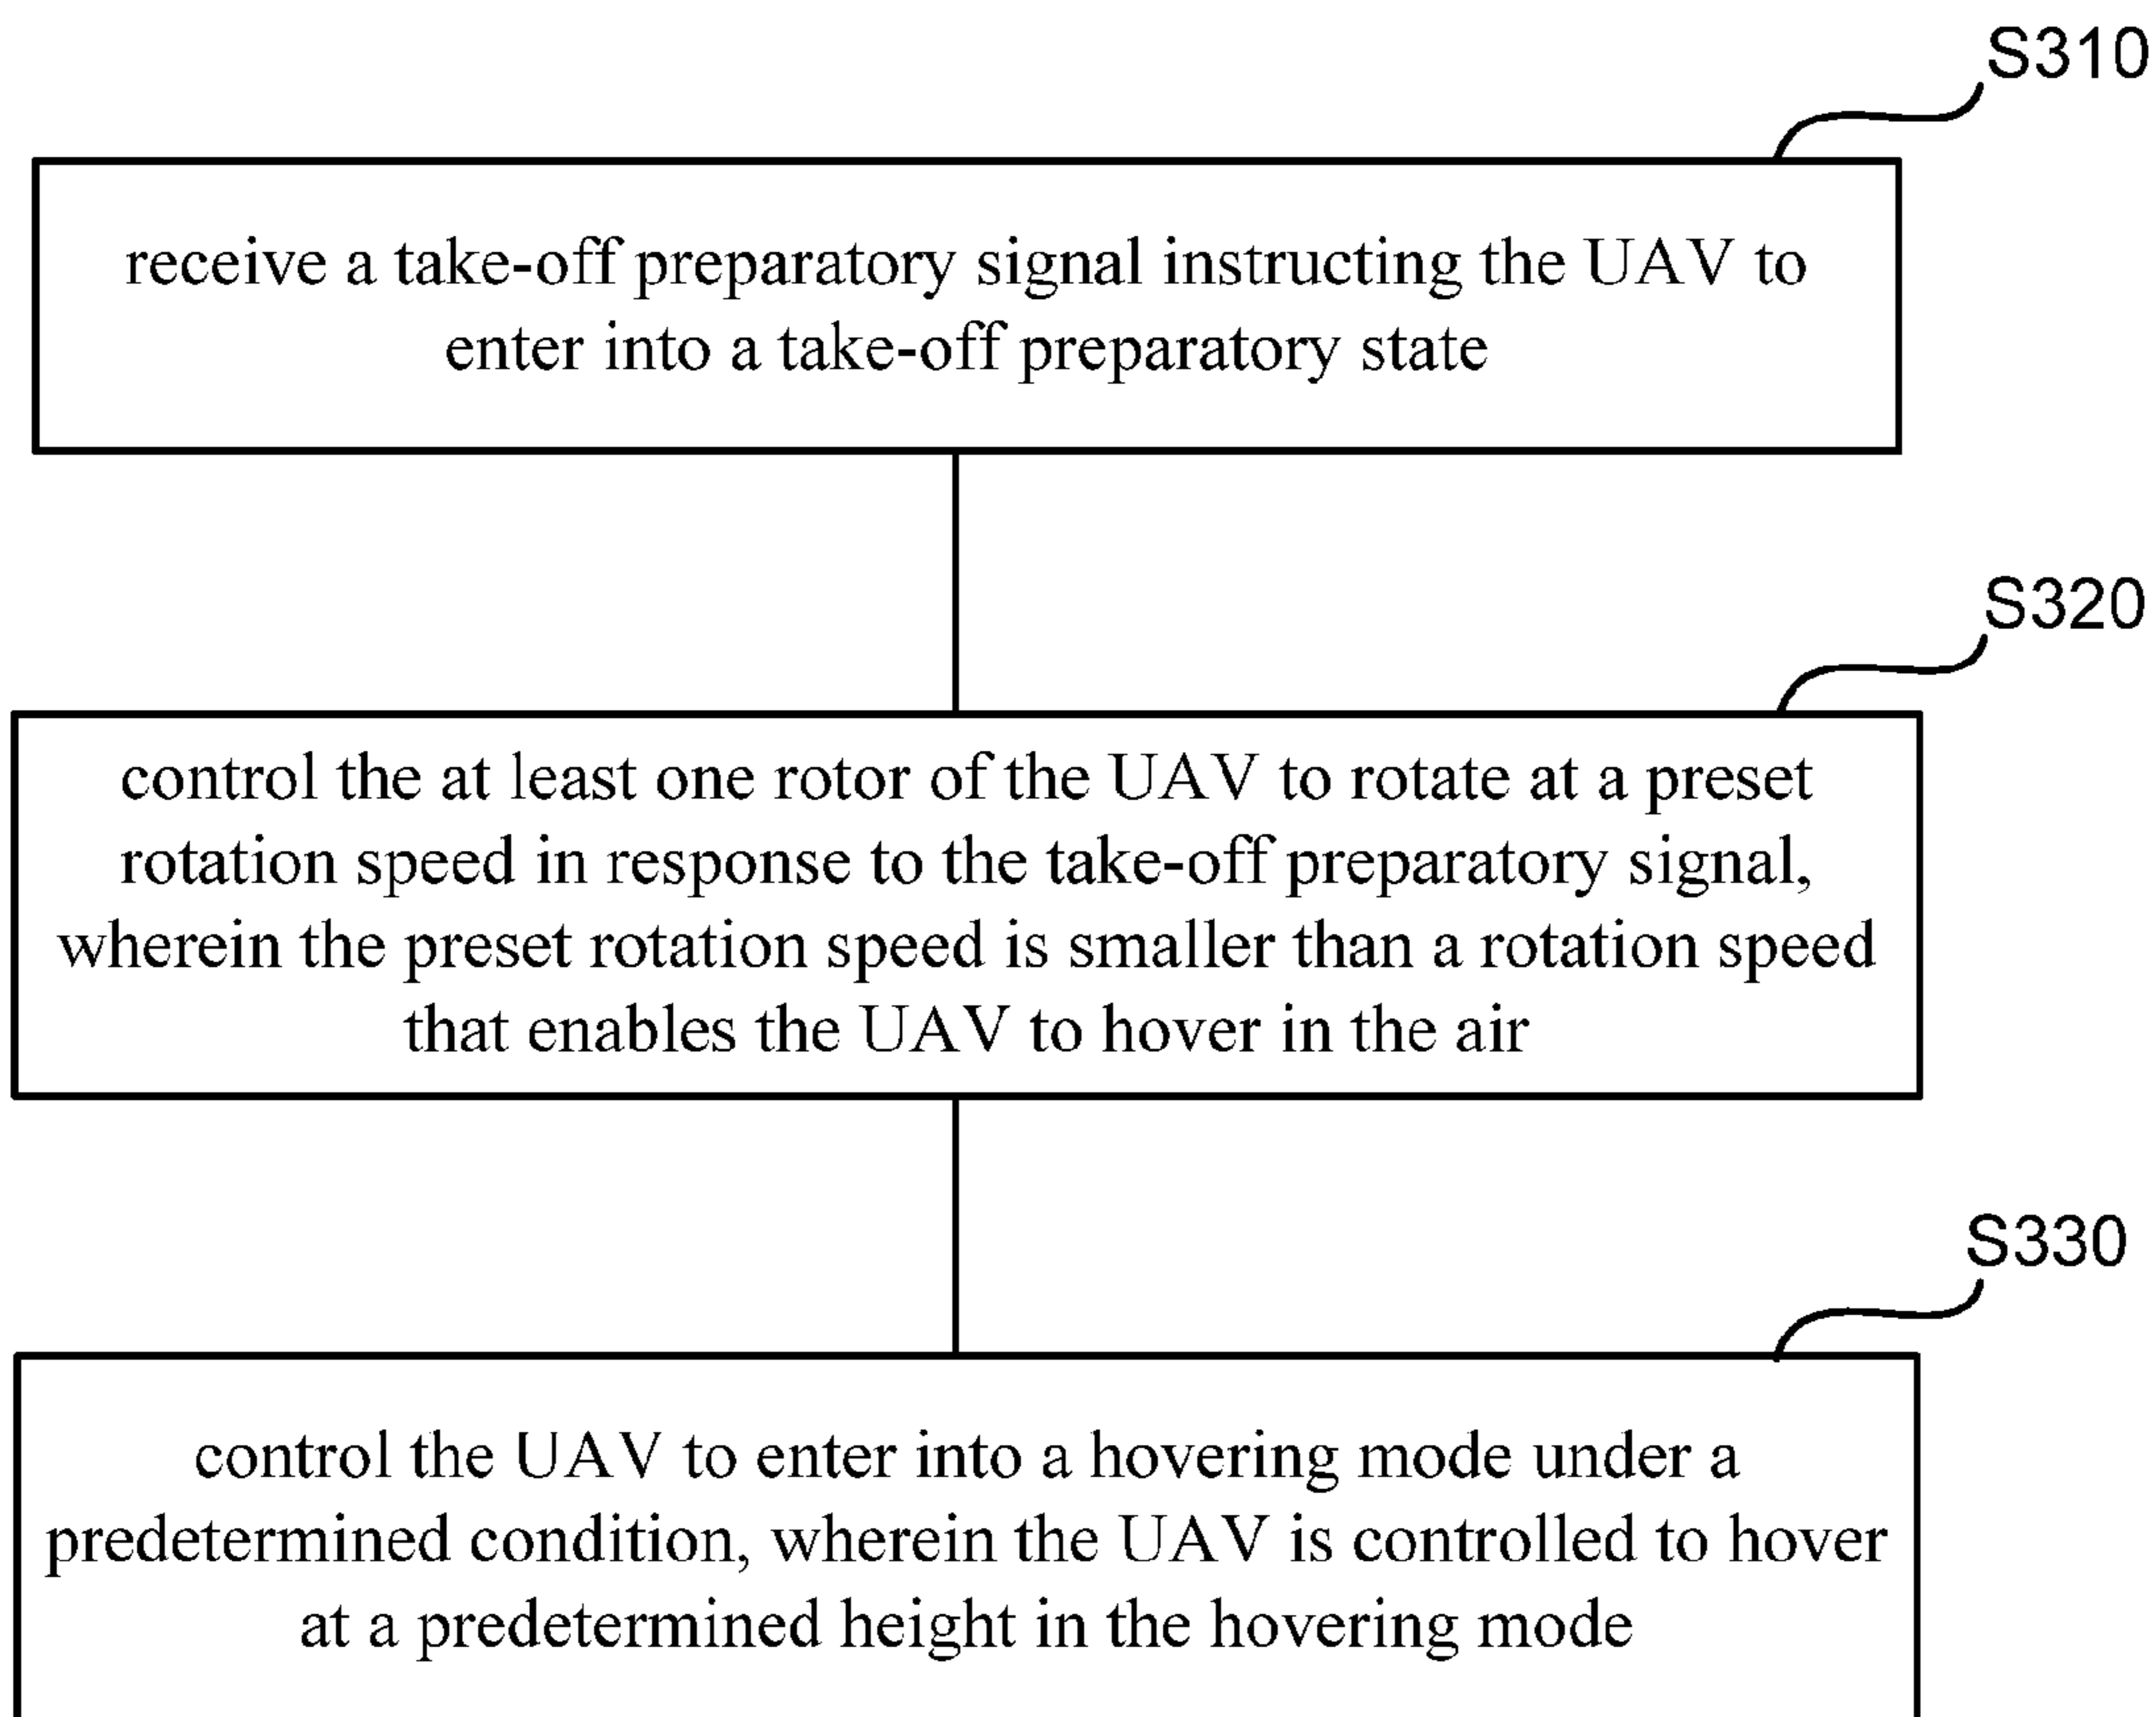 S310
receive a take-off preparatory signal instructing the UAV to
enter into a take-off preparatory state
S320
control the at least one rotor of the UAV to rotate at a preset
rotation speed in response to the take-off preparatory signal,
wherein the preset rotation speed is smaller than a rotation speed
that enables the UAV to hover in the air
S330
control the UAV to enter into a hovering mode under a
predetermined condition, wherein the UAV is controlled to hover
at a predetermined height in the hovering mode